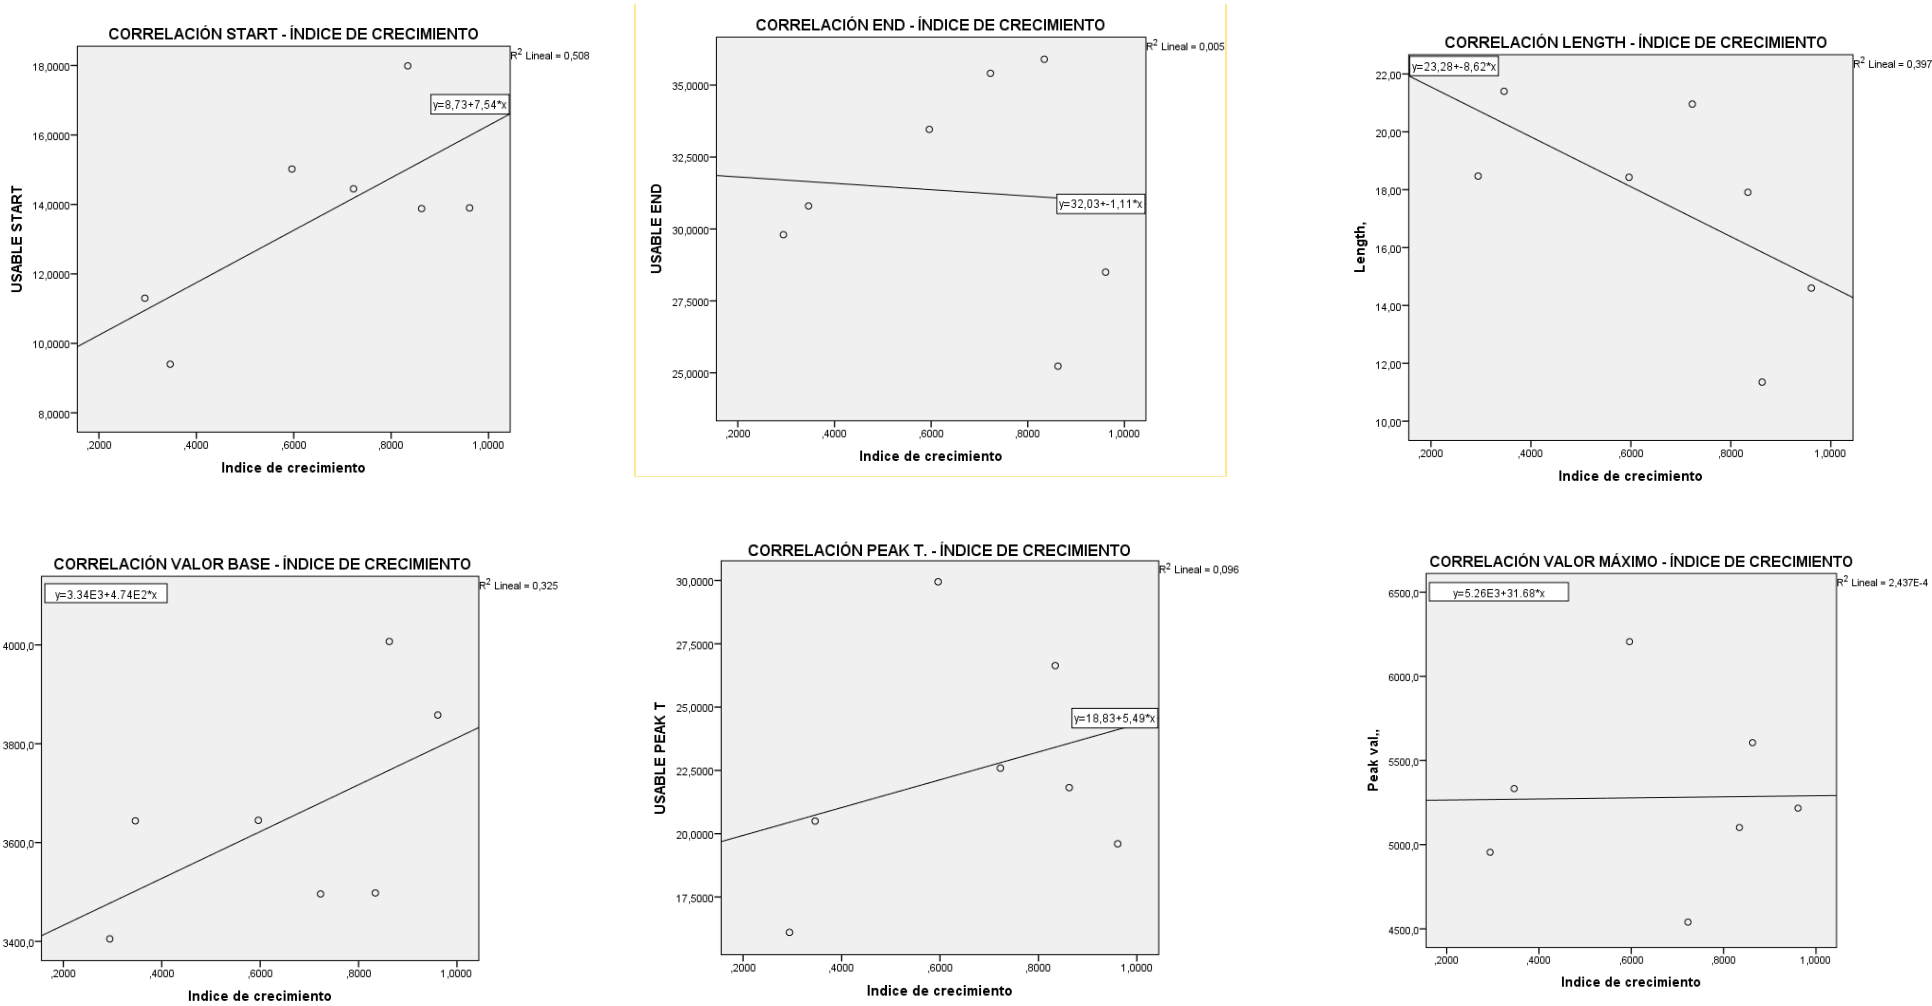 CORRELACIÓN START - ÍNDICE DE CRECIMIENTO
R2 Lineal = 0,508
18,0000
y=8,73+7,54*x
16,0000
14,0000
12,0000
10,0000
8,0000
USABLE START
,2000 ,4000 ,6000 ,8000 1,0000
Indice de crecimiento
CORRELACIÓN END - ÍNDICE DE CRECIMIENTO
R2 Lineal = 0,005
35,0000
32,5000
30,0000
27,5000
25,0000
y=32,03+-1,11*x
USABLE END
,2000 ,4000 ,6000 ,8000 1,0000
Indice de crecimiento
CORRELACIÓN LENGTH - ÍNDICE DE CRECIMIENTO
R2 Lineal = 0,397
y=23,28+-8,62*x
22,00
20,00
18,00
16,00
14,00
12,00
10,00
Length,
,2000 ,4000 ,6000 ,8000 1,0000
Indice de crecimiento
CORRELACIÓN VALOR BASE - ÍNDICE DE CRECIMIENTO
R2 Lineal = 0,325
y=3.34E3+4.74E2*x
4000,0
3800,0
3600,0
3400,0
,2000 ,4000 ,6000 ,8000 1,0000
Indice de crecimiento
CORRELACIÓN PEAK T. - ÍNDICE DE CRECIMIENTO
R2 Lineal = 0,096
30,0000
27,5000
25,0000
22,5000
20,0000
17,5000
y=18,83+5,49*x
USABLE PEAK T
,2000 ,4000 ,6000 ,8000 1,0000
Indice de crecimiento
CORRELACIÓN VALOR MÁXIMO - ÍNDICE DE CRECIMIENTO
R2 Lineal = 2,437E-4
y=5.26E3+31.68*x
6500,0
6000,0
5500,0
5000,0
4500,0
Peak val,,
,2000 ,4000 ,6000 ,8000 1,0000
Indice de crecimiento